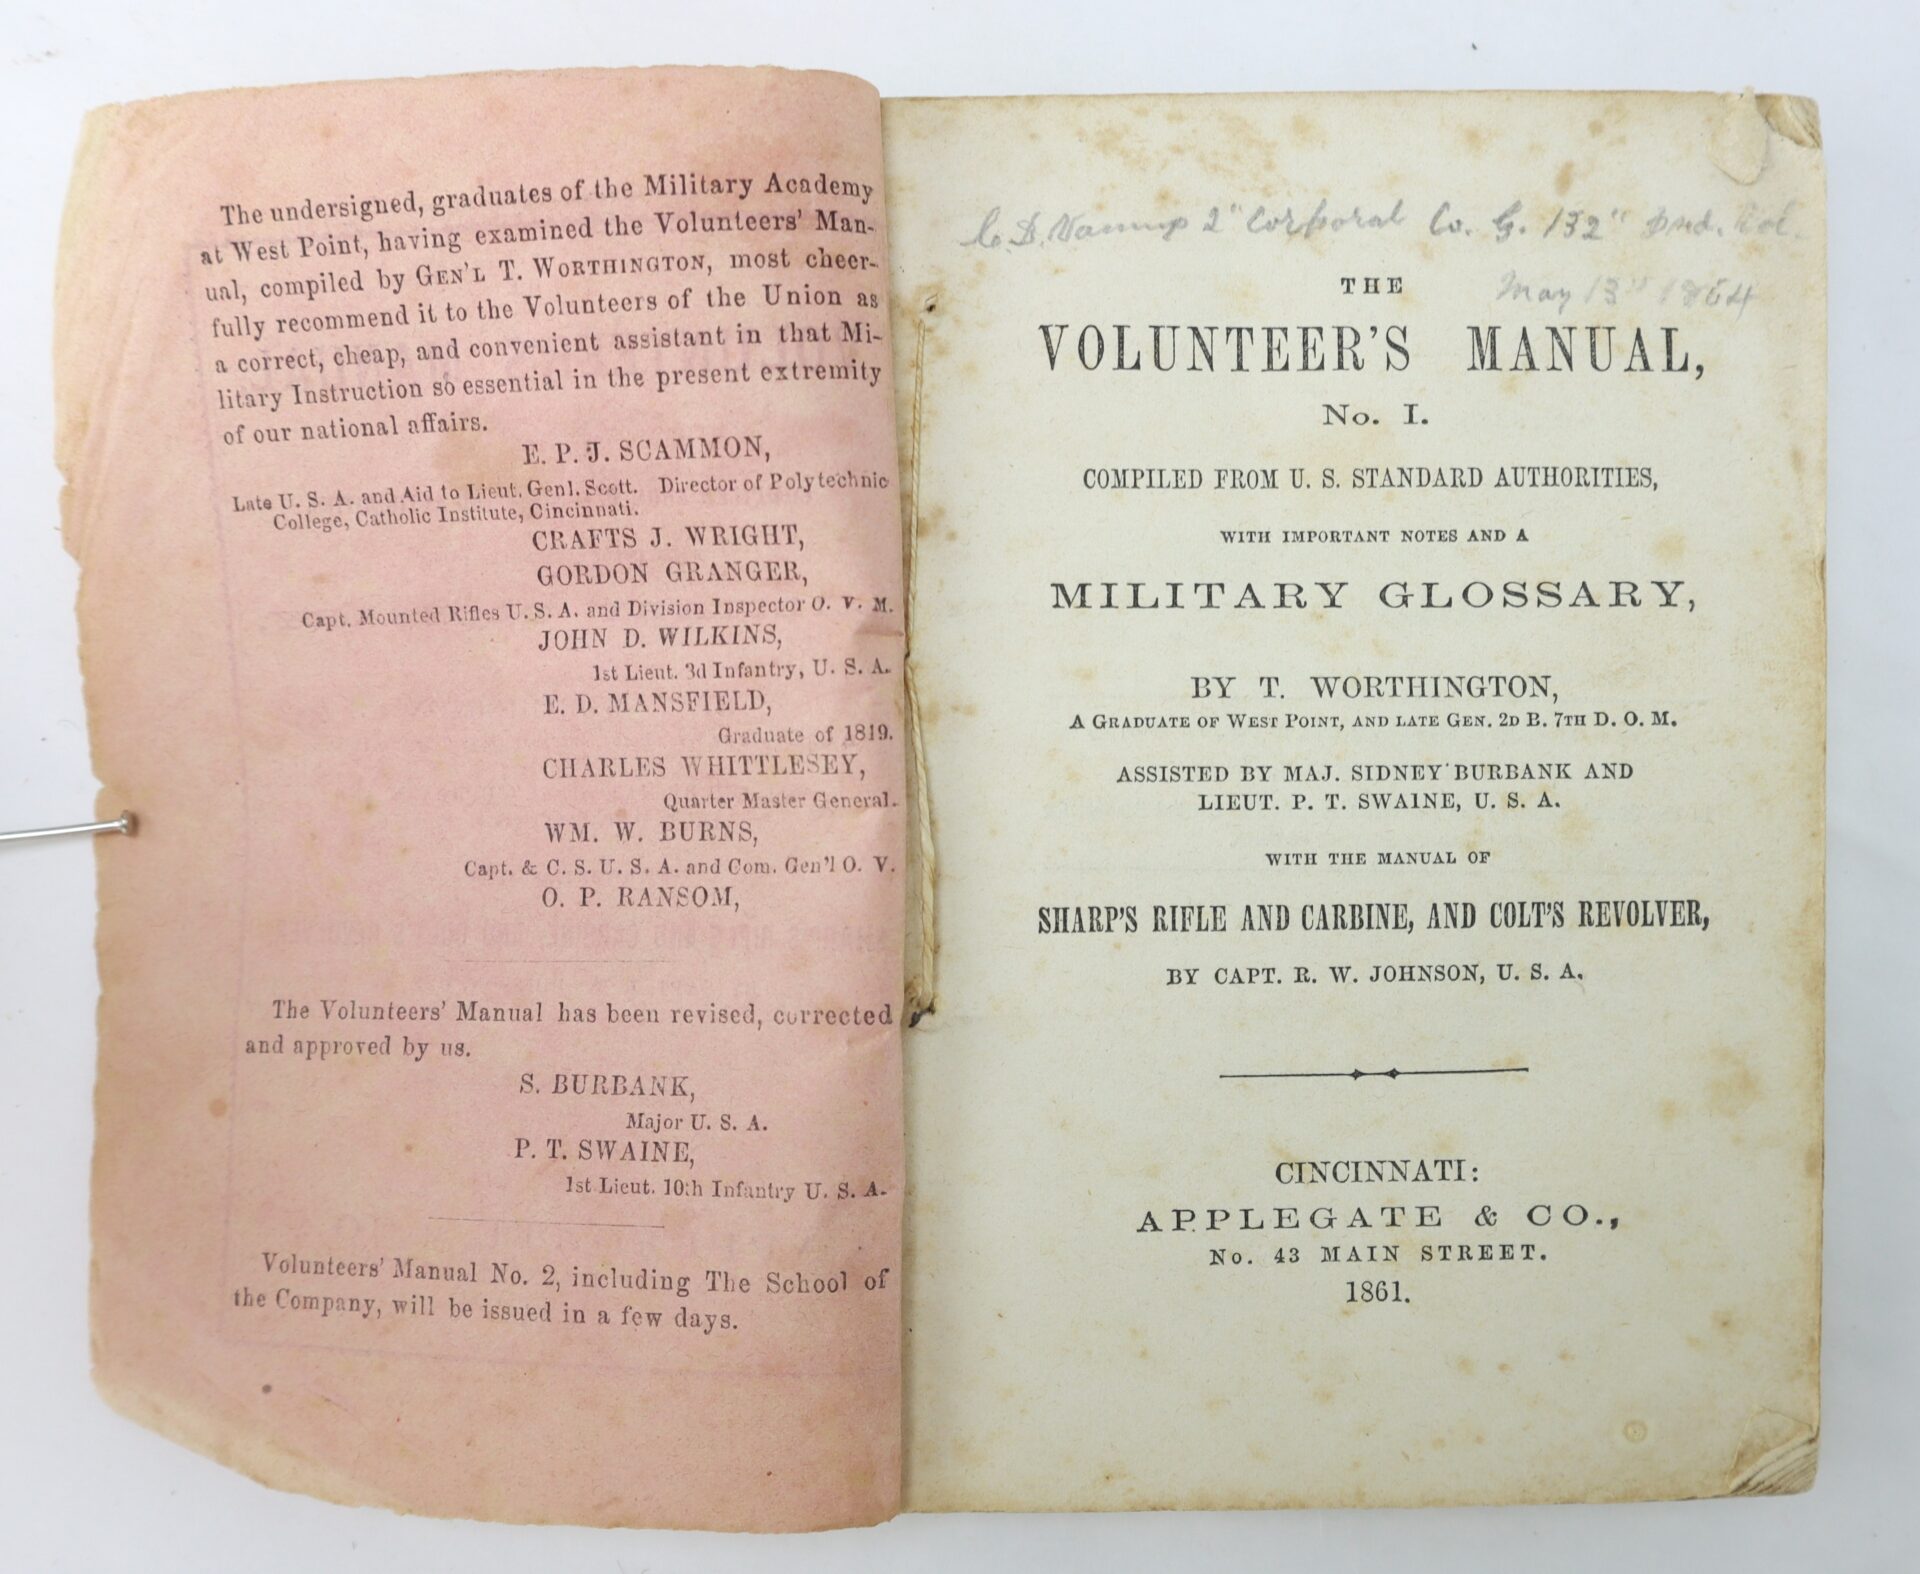 The undersigned, graduates of the Military Academy
at West Point, having examined the Volunteers' Man-
ual, compiled by GEN'L T. WORTHINGTON, most cheer-
fully recommend it to the Volunteers of the Union as
a correct, cheap, and convenient assistant in that Mi-
litary Instruction so essential in the present extremity
of our national affairs.
E. P. J. SCAMMON,
Late U. S. A. and Aid to Lieut. Genl. Scott. Director of Polytechnic
College, Catholic Institute, Cincinnati.
CRAFTS J. WRIGHT,
GORDON GRANGER,
Capt. Mounted Rifles U. S. A. and Division Inspector O. V. M.
JOHN D. WILKINS,
1st Lieut. 3d Infantry, U. S. A.
E. D. MANSFIELD,
Graduate of 1819.
CHARLES WHITTLESEY,
Quarter Master General.
WM. W. BURNS,
Capt. & C. S. U. S. A. and Com. Gen'l O. V.
O. P. RANSOM,
The Volunteers' Manual has been revised, corrected
and approved by us.
S. BURBANK,
Major U. S. A.
P. T. SWAINE,
1st Lieut. 10th Infantry U. S. A.
Volunteers' Manual No. 2, including The School of
the Company, will be issued in a few days.
2" Corporal Co. G. 132" Ind. Vol.
May 13" 1864
THE
VOLUNTEER'S MANUAL,
No. I.
COMPILED FROM U. S. STANDARD AUTHORITIES,
WITH IMPORTANT NOTES AND A
MILITARY GLOSSARY,
BY T. WORTHINGTON,
A GRADUATE OF WEST POINT, AND LATE GEN. 2D B. 7TH D. O. M.
ASSISTED BY MAJ. SIDNEY BURBANK AND
LIEUT. P. T. SWAINE, U. S. A.
WITH THE MANUAL OF
SHARP'S RIFLE AND CARBINE, AND COLT'S REVOLVER,
BY CAPT. R. W. JOHNSON, U. S. A.
CINCINNATI:
APPLEGATE & CO.,
No. 43 MAIN STREET.
1861.